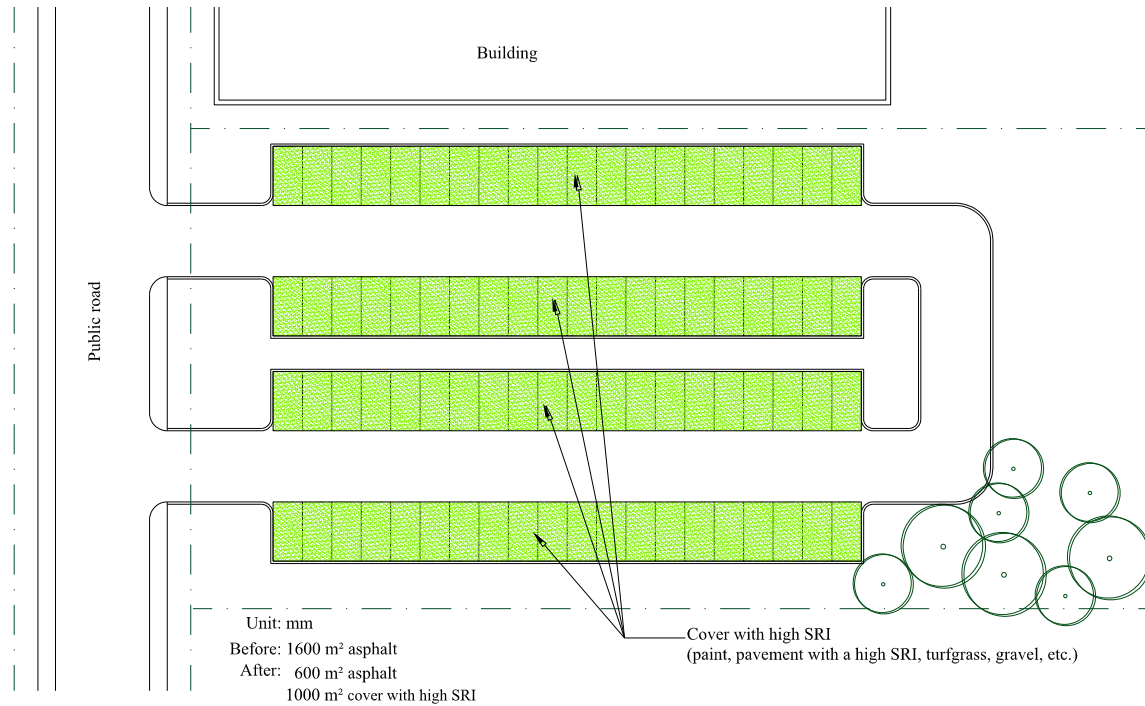 Building
Public road
Unit: mm
Before: 1600 m² asphalt
After: 600 m² asphalt
1000 m² cover with high SRI
Cover with high SRI
(paint, pavement with a high SRI, turfgrass, gravel, etc.)